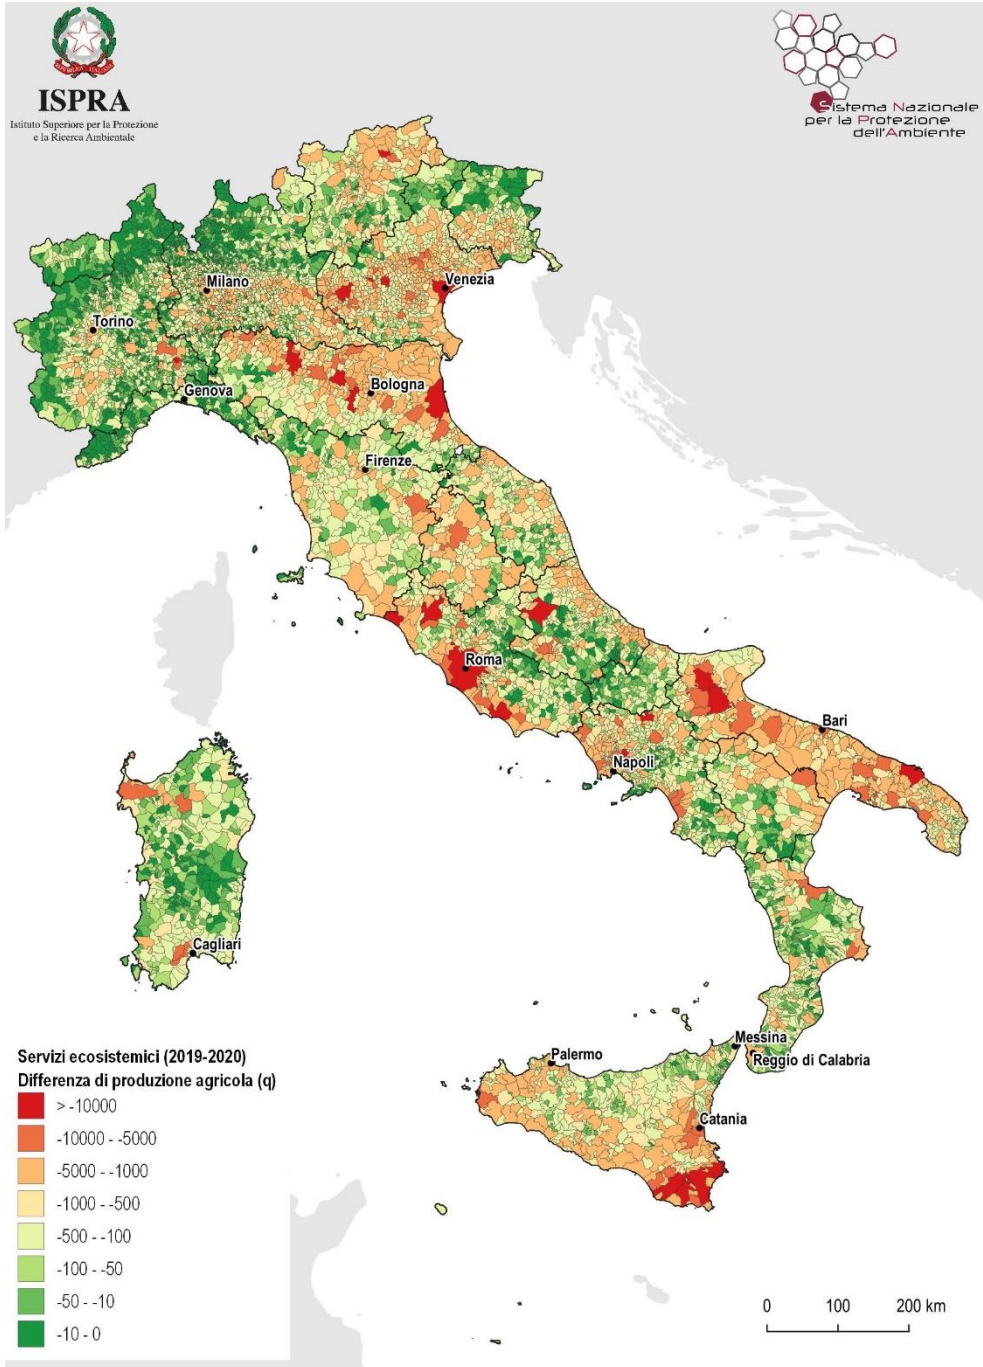 ISPRA
Istituto Superiore per la Protezione
e la Ricerca Ambientale
Sistema Nazionale
per la Protezione
dell'Ambiente
Milano
Venezia
Torino
Genova
Bologna
Firenze
Roma
Bari
Napoli
Cagliari
Messina
Palermo
Reggio di Calabria
Catania
Servizi ecosistemici (2019-2020)
Differenza di produzione agricola (q)
> -10000
-10000 - -5000
-5000 - -1000
-1000 - -500
-500 - -100
-100 - -50
-50 - -10
-10 - 0
0 100 200 km